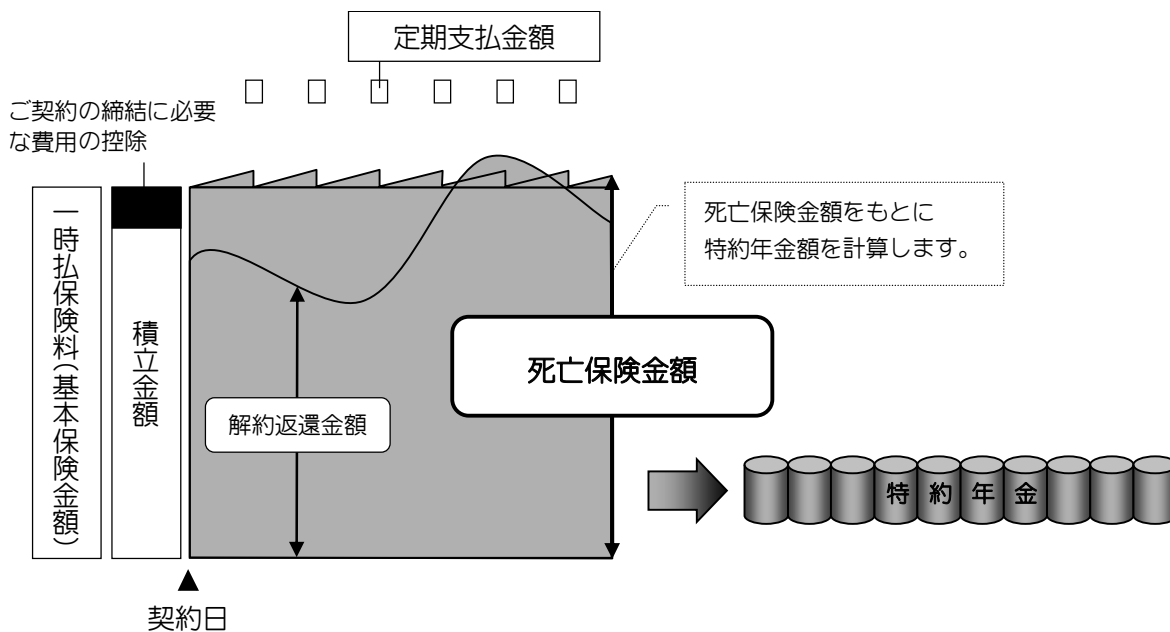 定期支払金額
ご契約の締結に必要
な費用の控除
一時払保険料(基本保険金額)
積立金額
死亡保険金額をもとに
特約年金額を計算します。
死亡保険金額
解約返還金額
特約年金
契約日